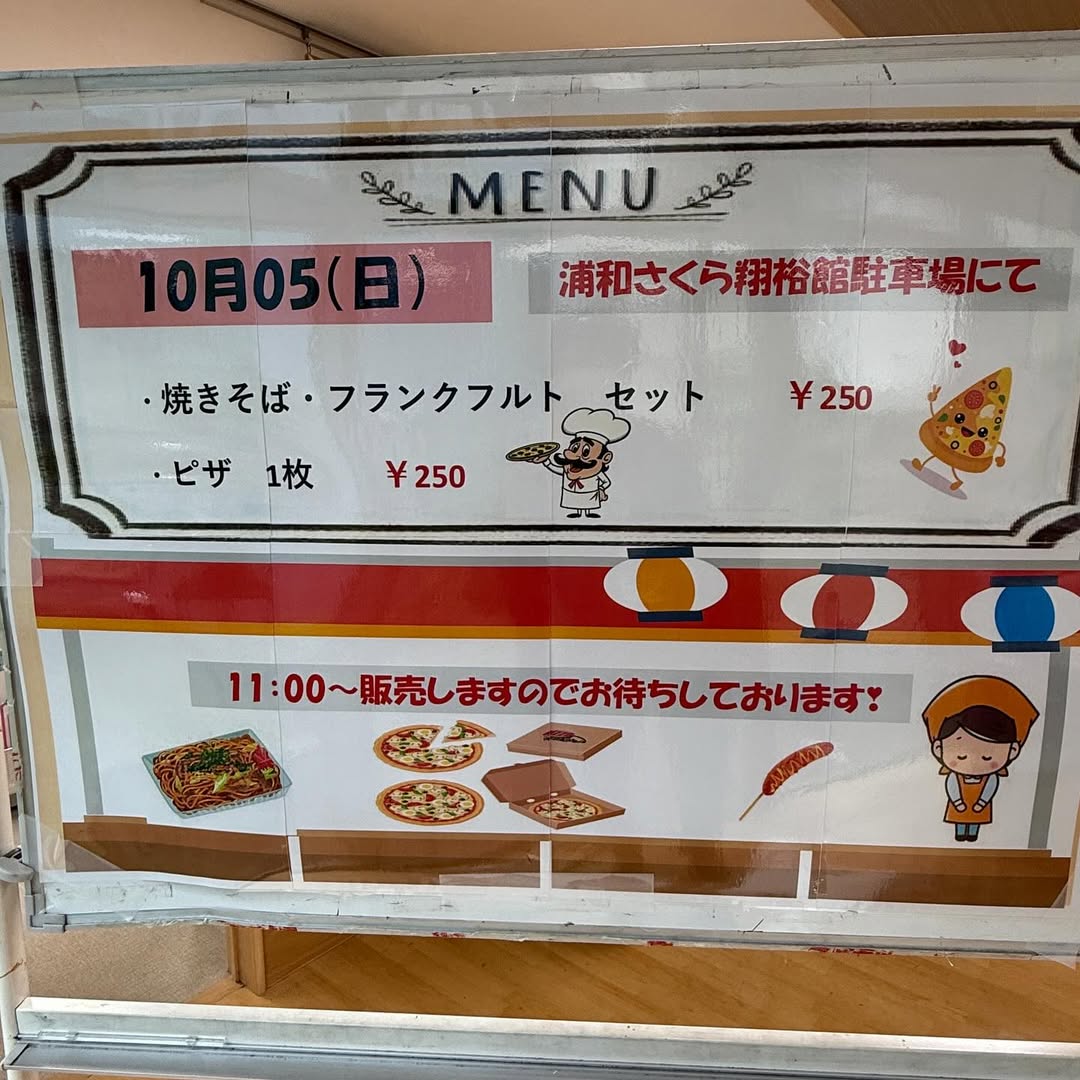 MENU
10月05(日)
浦和さくら翔裕館駐車場にて
・焼きそば・フランクフルト セット ￥250
・ピザ 1枚 ￥250
11:00～販売しますのでお待ちしております❣